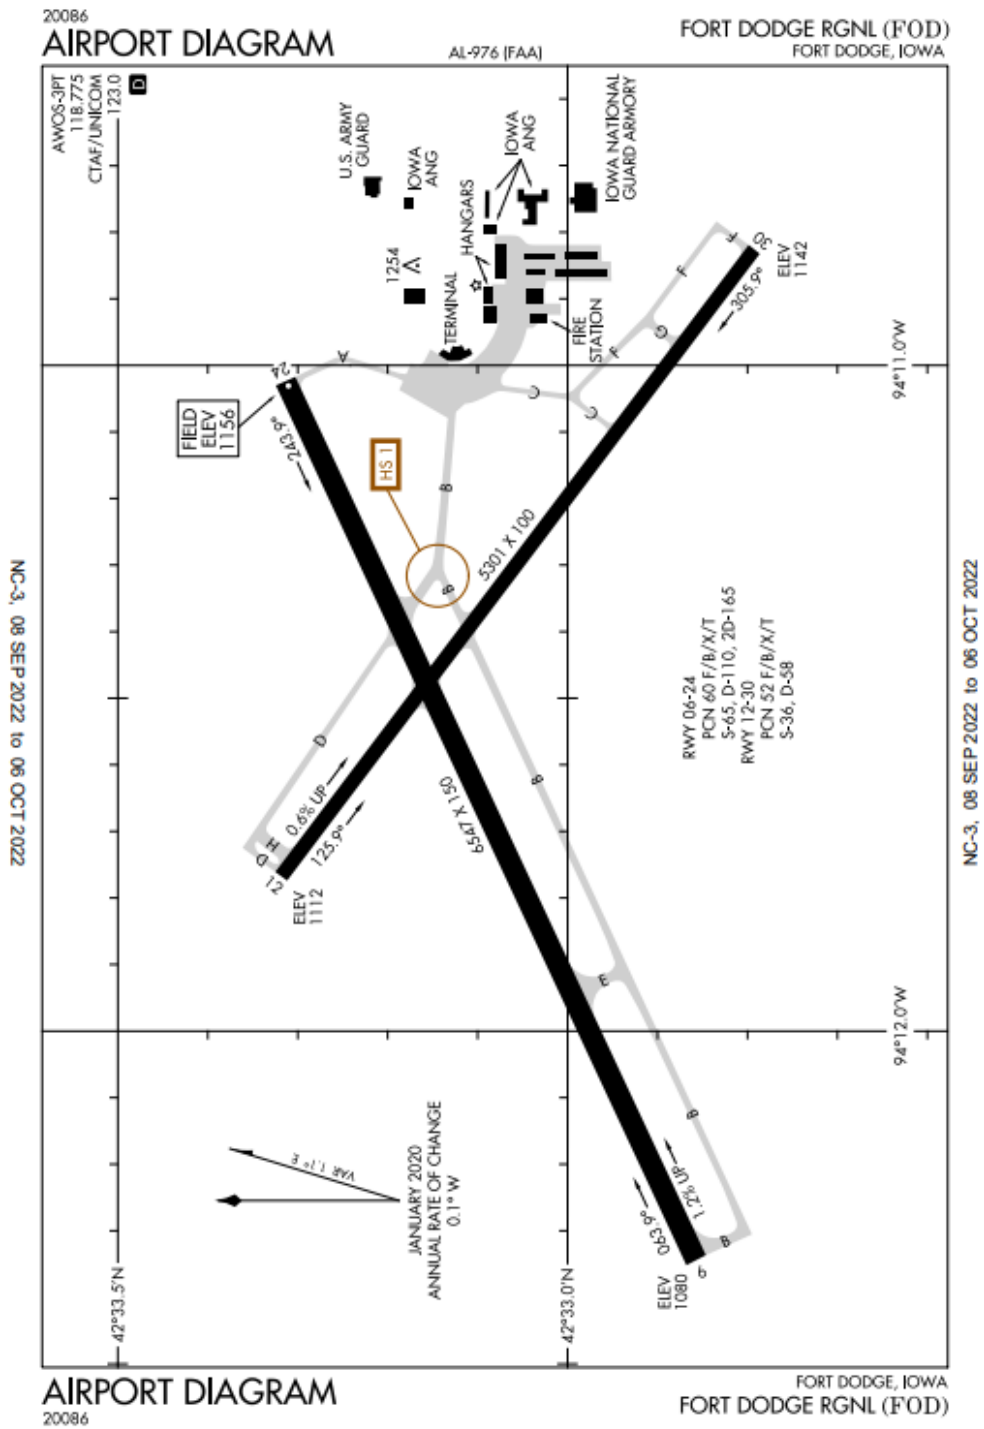 20086
AIRPORT DIAGRAM
AL-976 (FAA)
FORT DODGE RGNL (FOD)
FORT DODGE, IOWA
AWOS-3PT
118.775
CTAF/UNICOM
123.0
D
U.S. ARMY
GUARD
IOWA
ANG
IOWA
ANG
IOWA NATIONAL
GUARD ARMORY
HANGARS
1254
TERMINAL
FIRE
STATION
F
30
ELEV
1142
F
305.9°
G
F
A
24
FIELD
ELEV
1156
243.9°
C
C
94°11.0'W
HS 1
B
B
5301 X 100
RWY 06-24
PCN 60 F/B/X/T
S-65, D-110, 2D-165
RWY 12-30
PCN 52 F/B/X/T
S-36, D-58
D
B
0.6% UP
125.9°
H
D
12
ELEV
1112
6547 X 150
E
94°12.0'W
B
VAR 1.1° E
JANUARY 2020
ANNUAL RATE OF CHANGE
0.1° W
063.9°
1.2% UP
B
6
ELEV
1080
42°33.5'N
42°33.0'N
NC-3, 08 SEP 2022 to 06 OCT 2022
NC-3, 08 SEP 2022 to 06 OCT 2022
AIRPORT DIAGRAM
20086
FORT DODGE, IOWA
FORT DODGE RGNL (FOD)